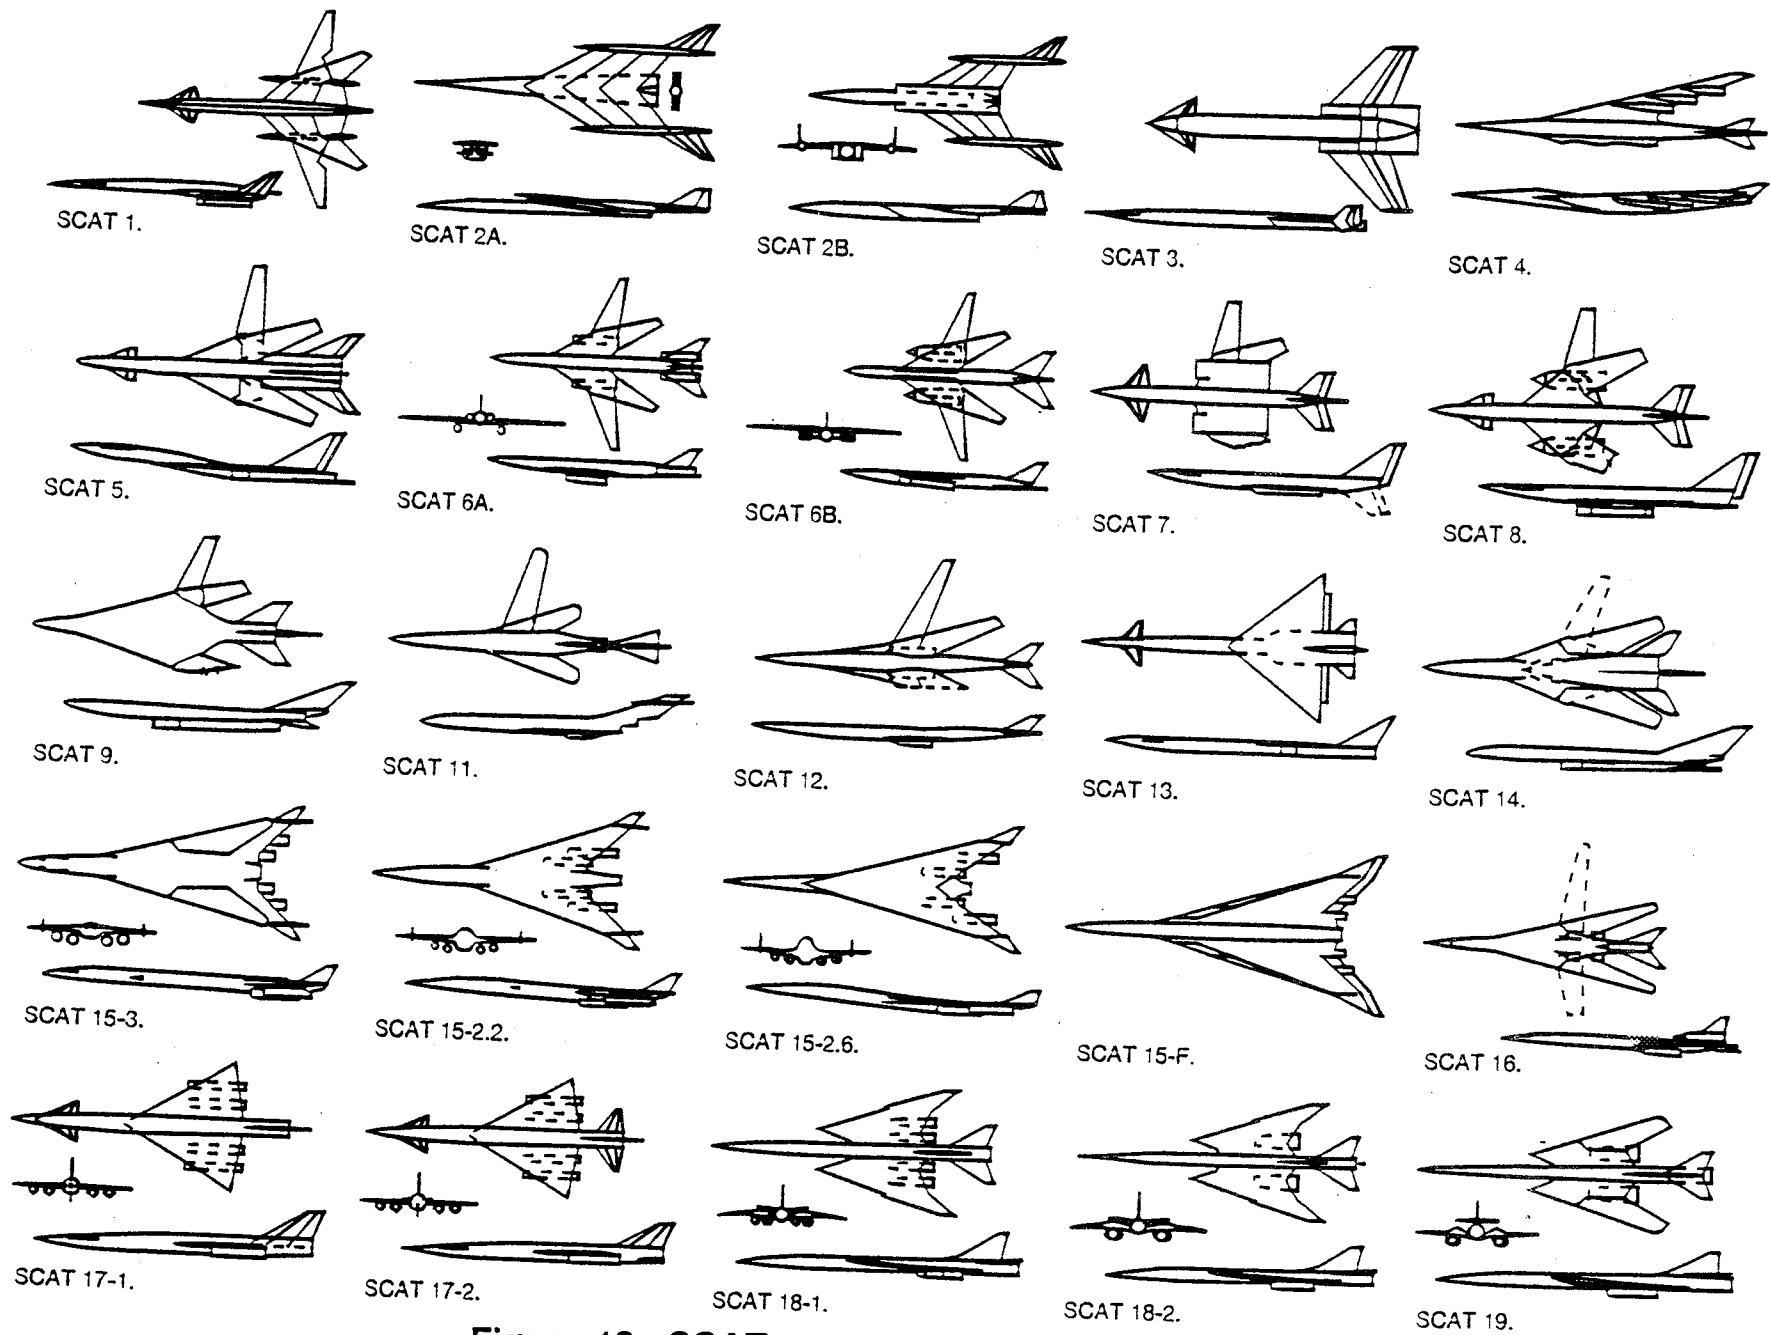 SCAT 1.
SCAT 2A.
SCAT 2B.
SCAT 3.
SCAT 4.
SCAT 5.
SCAT 6A.
SCAT 6B.
SCAT 7.
SCAT 8.
SCAT 9.
SCAT 11.
SCAT 12.
SCAT 13.
SCAT 14.
SCAT 15-3.
SCAT 15-2.2.
SCAT 15-2.6.
SCAT 15-F.
SCAT 16.
SCAT 17-1.
SCAT 17-2.
SCAT 18-1.
SCAT 18-2.
SCAT 19.